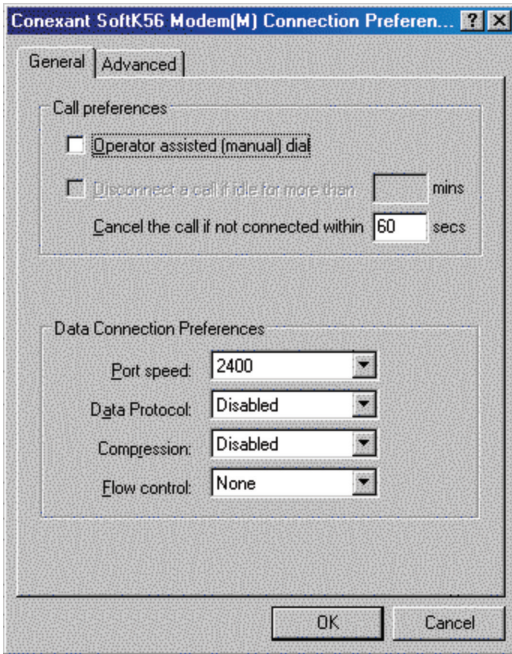 Conexant SoftK56 Modem(M) Connection Preferen... ? X
General Advanced
Call preferences
Operator assisted (manual) dial
Disconnect a call if idle for more than mins
Cancel the call if not connected within 60 secs
Data Connection Preferences
Port speed: 2400
Data Protocol: Disabled
Compression: Disabled
Flow control: None
OK Cancel